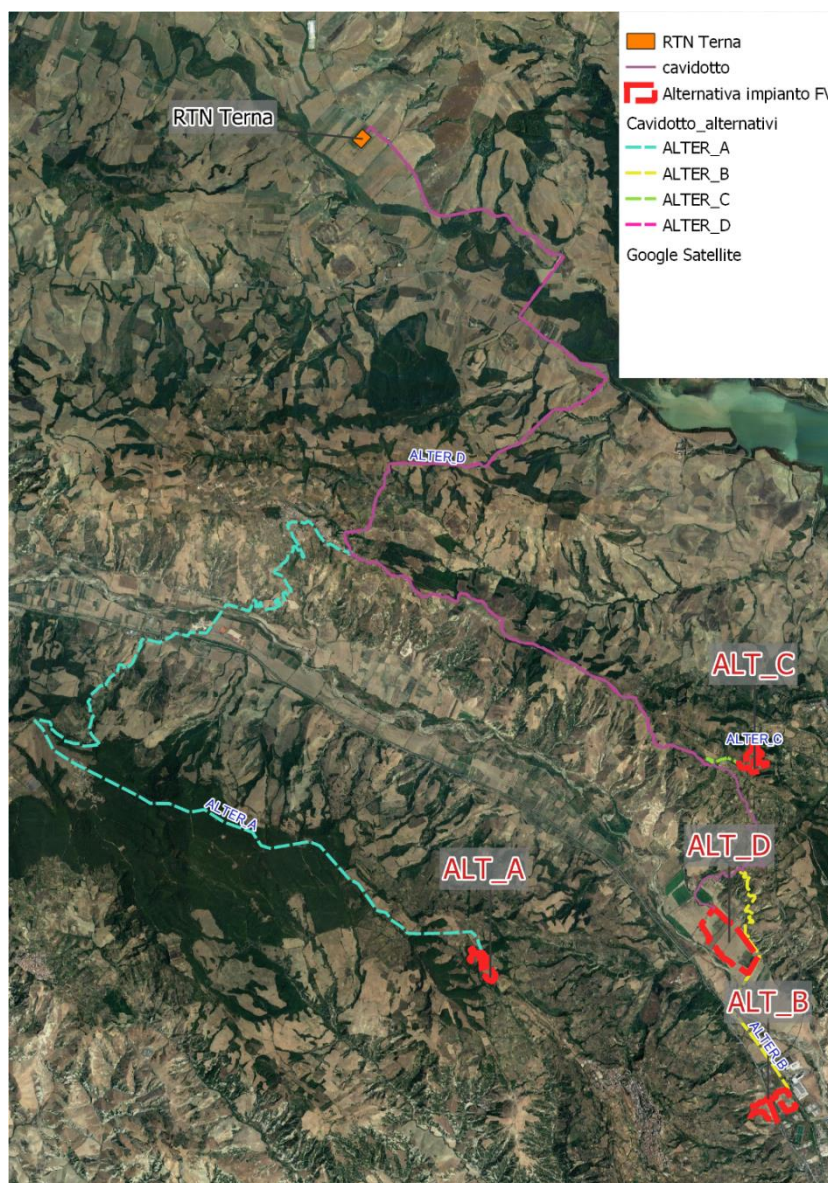 RTN Terna
cavidotto
Alternativa impianto FV
Cavidotto_alternativi
ALTER_A
ALTER_B
ALTER_C
ALTER_D
Google Satellite
RTN Terna
ALTER_D
ALT_C
ALTER_C
ALTER_A
ALT_A
ALT_D
ALT_B
ALTER_B